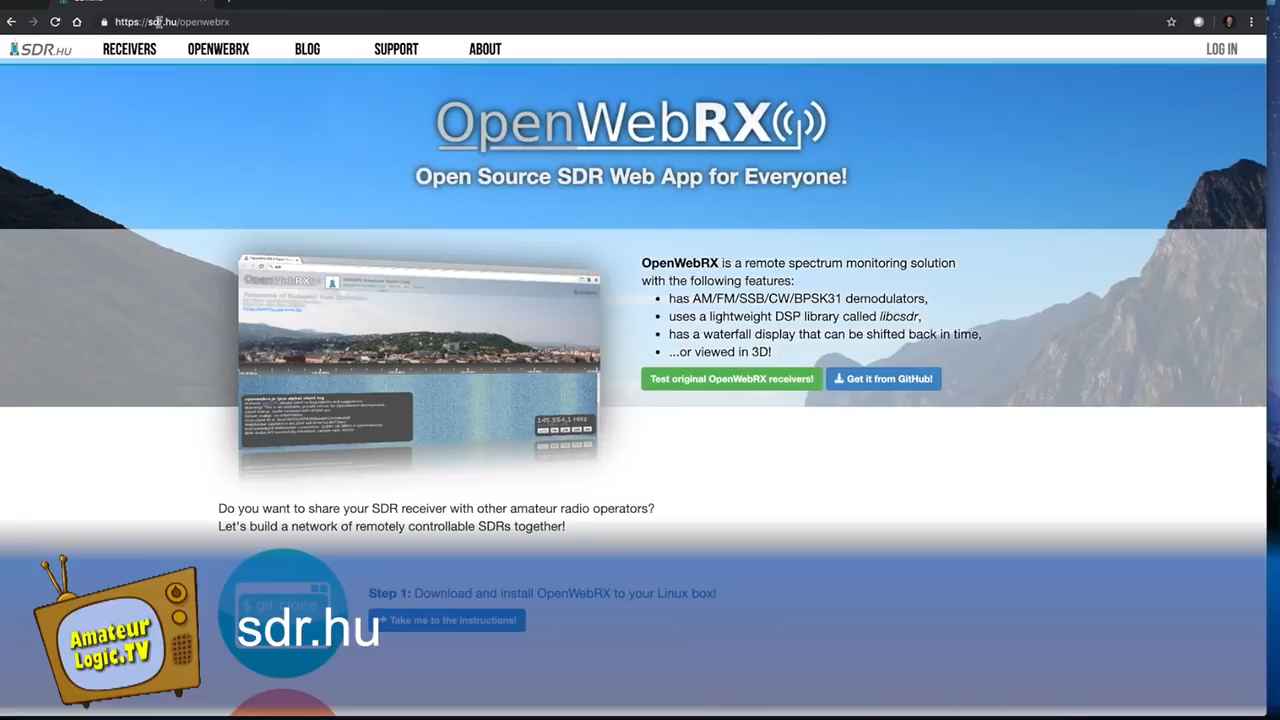 https://sdr.hu/openwebrx
SDR.HU
RECEIVERS
OPENWEBRX
BLOG
SUPPORT
ABOUT
LOG IN
OpenWebRX
Open Source SDR Web App for Everyone!
OpenWebRX is a remote spectrum monitoring solution
with the following features:
has AM/FM/SSB/CW/BPSK31 demodulators,
uses a lightweight DSP library called libcsdr,
has a waterfall display that can be shifted back in time,
...or viewed in 3D!
Test original OpenWebRX receivers!
Get it from GitHub!
OpenWebRX
Do you want to share your SDR receiver with other amateur radio operators?
Let's build a network of remotely controllable SDRs together!
$ git clone
Step 1: Download and install OpenWebRX to your Linux box!
Take me to the instructions!
Amateur
Logic.TV
sdr.hu